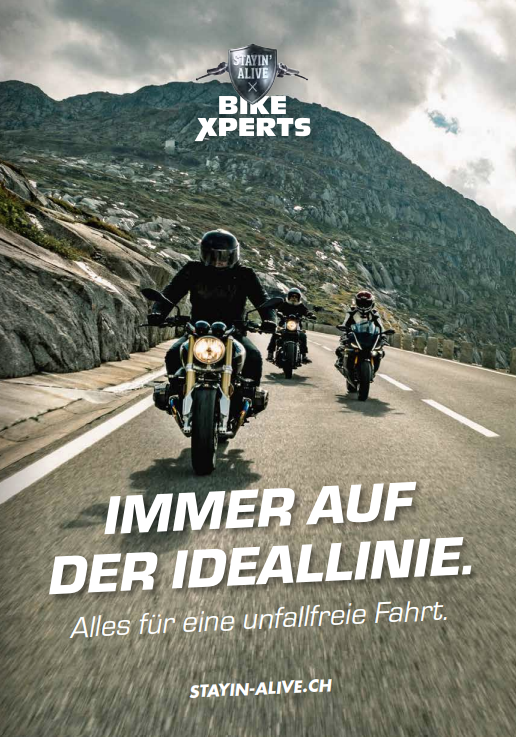 STAYIN'
ALIVE
BIKE
XPERTS
IMMER AUF
DER IDEALLINIE.
Alles für eine unfallfreie Fahrt.
STAYIN-ALIVE.CH